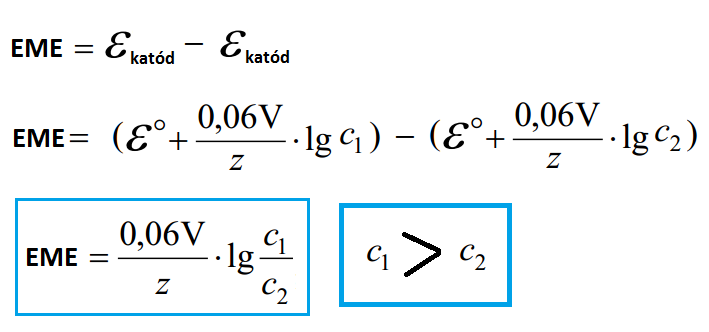 EME = ℰkatód − ℰkatód
EME = (ℰ° + 0,06V/z · lg c₁) − (ℰ° + 0,06V/z · lg c₂)
EME = 0,06V/z · lg c₁/c₂
c₁ > c₂